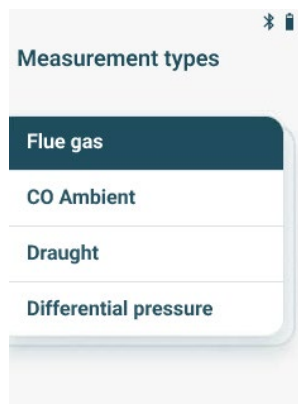 Measurement types
Flue gas
CO Ambient
Draught
Differential pressure